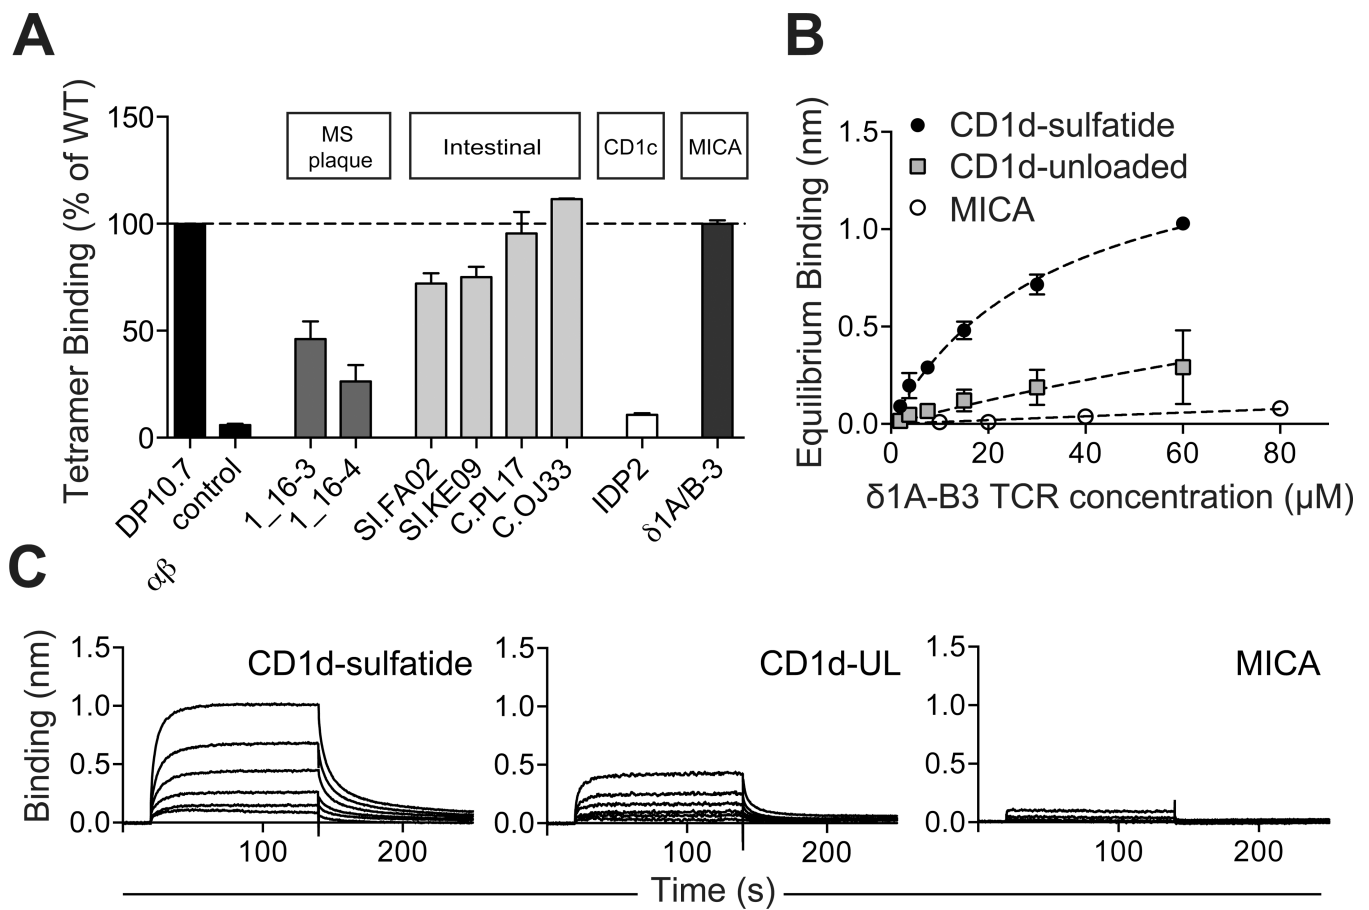 A
Tetramer Binding (% of WT)
150
100
50
0
MS
plaque
Intestinal
CD1c
MICA
DP10.7
αβ control
1_16-3
1_16-4
SI.FA02
SI.KE09
C.PL17
C.OJ33
IDP2
δ1A/B-3
B
Equilibrium Binding (nm)
1.5
1.0
0.5
0.0
CD1d-sulfatide
CD1d-unloaded
MICA
0 20 40 60 80
δ1A-B3 TCR concentration (μM)
C
Binding (nm)
1.5
1.0
0.5
0.0
CD1d-sulfatide
100 200
1.5
1.0
0.5
0.0
CD1d-UL
100 200
1.5
1.0
0.5
0.0
MICA
100 200
Time (s)